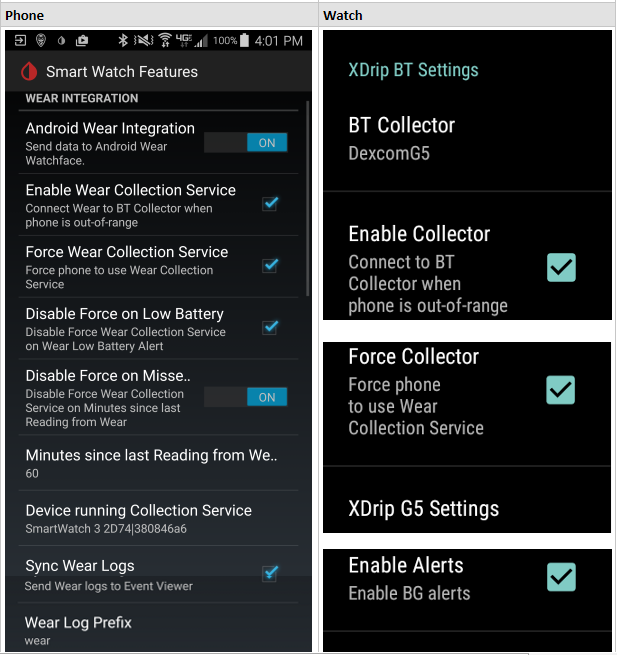 Phone
Watch
4G
100% 4:01 PM
Smart Watch Features
WEAR INTEGRATION
Android Wear Integration
Send data to Android Wear
Watchface.
ON
Enable Wear Collection Service
Connect Wear to BT Collector when
phone is out-of-range
Force Wear Collection Service
Force phone to use Wear Collection
Service
Disable Force on Low Battery
Disable Force Wear Collection Service
on Wear Low Battery Alert
Disable Force on Misse..
Disable Force Wear Collection
Service on Minutes since last
Reading from Wear
ON
Minutes since last Reading from We..
60
Device running Collection Service
SmartWatch 3 2D74|380846a6
Sync Wear Logs
Send Wear logs to Event Viewer
Wear Log Prefix
wear
XDrip BT Settings
BT Collector
DexcomG5
Enable Collector
Connect to BT
Collector when
phone is out-of-range
Force Collector
Force phone
to use Wear
Collection Service
XDrip G5 Settings
Enable Alerts
Enable BG alerts